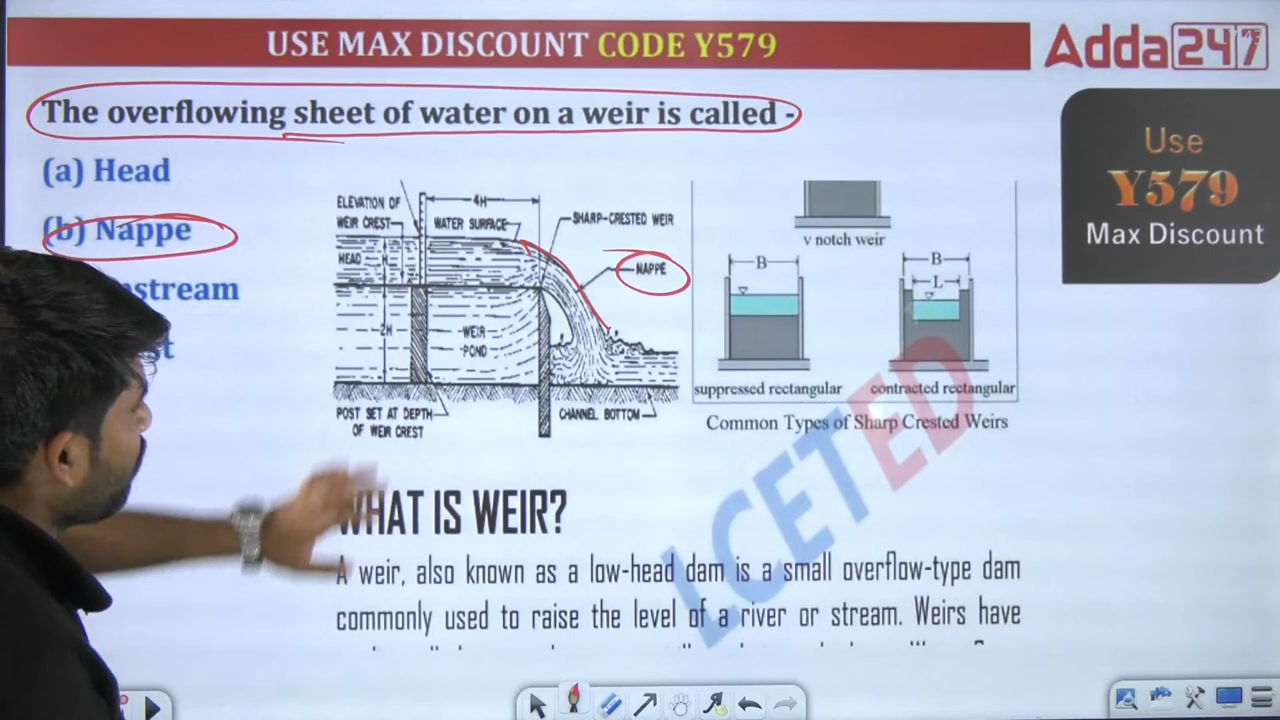 USE MAX DISCOUNT CODE Y579
Adda247
The overflowing sheet of water on a weir is called -
(a) Head
(b) Nappe
Use
Y579
Max Discount
ELEVATION OF
WEIR CREST
4H
WATER SURFACE
SHARP-CRESTED WEIR
HEAD
H
NAPPE
2H
WEIR
POND
POST SET AT DEPTH
OF WEIR CREST
CHANNEL BOTTOM
v notch weir
B
B
L
suppressed rectangular
contracted rectangular
Common Types of Sharp Crested Weirs
LCETED
WHAT IS WEIR?
A weir, also known as a low-head dam is a small overflow-type dam
commonly used to raise the level of a river or stream. Weirs have